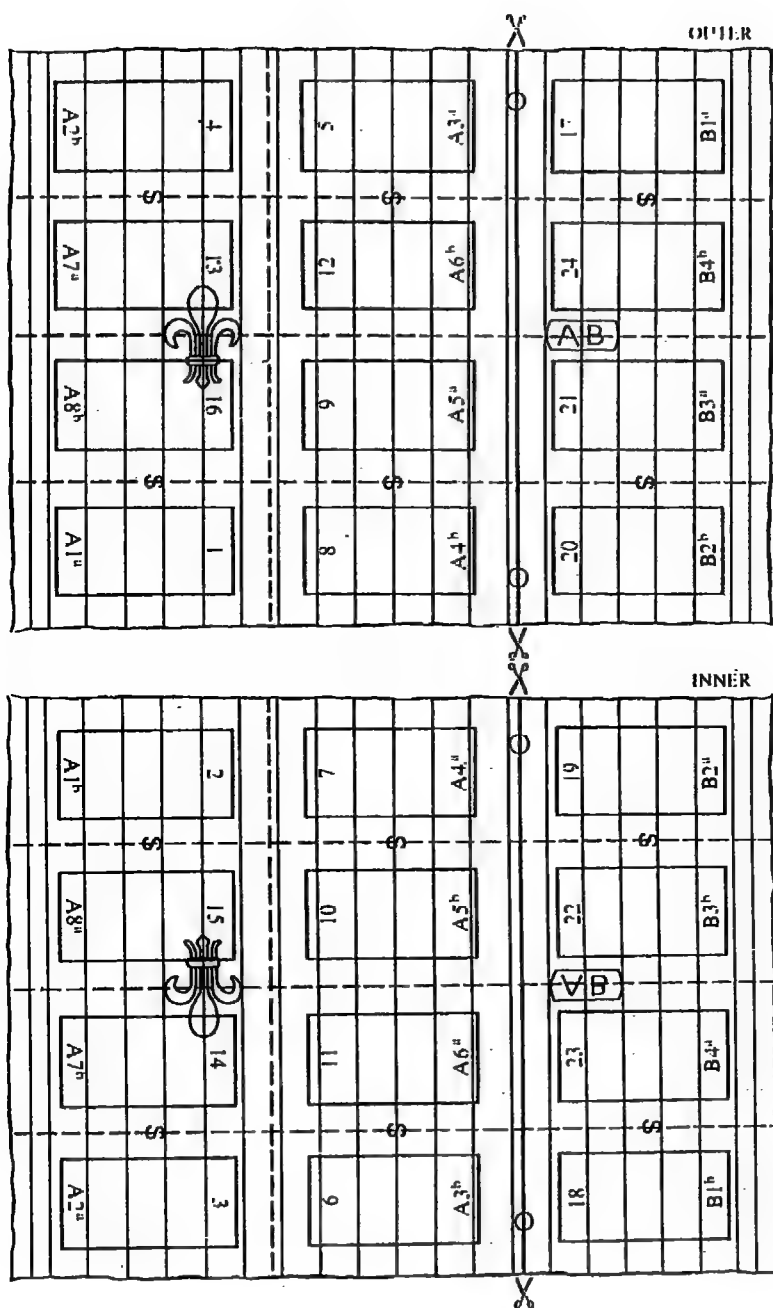 OUTER
A2ᵇ 4 5 A3ᵃ 17 B1ᵃ
S S S
A7ᵃ 13 12 A6ᵇ 24 B4ᵇ
AB
A8ᵇ 16 9 A5ᵃ 21 B3ᵃ
S S S
A1ᵃ 1 8 A4ᵇ 20 B2ᵇ
INNER
A1ᵇ 2 7 A4ᵃ 19 B2ᵃ
S S S
A8ᵃ 15 10 A5ᵇ 22 B3ᵇ
AB
A7ᵇ 14 11 A6ᵃ 23 B4ᵃ
S S S
A2ᵃ 3 6 A3ᵇ 18 B1ᵇ